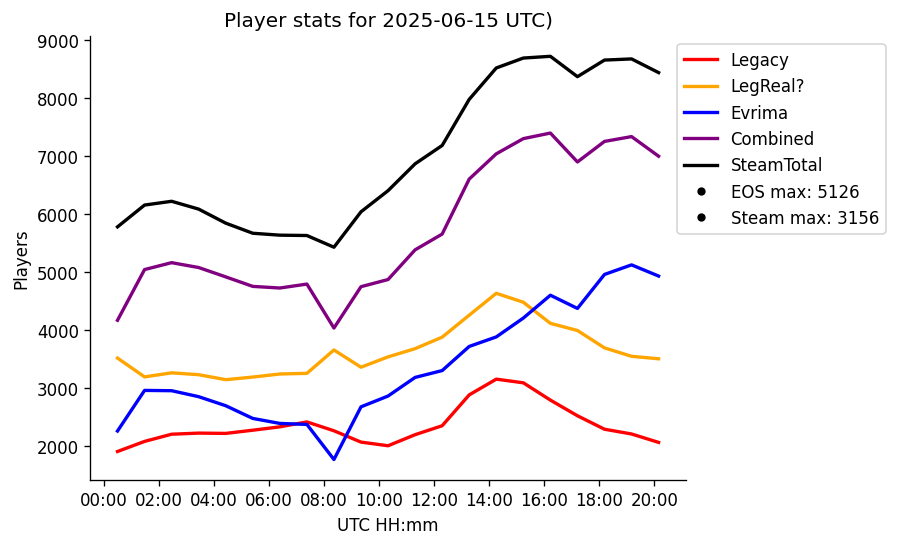 Player stats for 2025-06-15 UTC)
9000
8000
7000
6000
5000
4000
3000
2000
Players
00:00 02:00 04:00 06:00 08:00 10:00 12:00 14:00 16:00 18:00 20:00
UTC HH:mm
Legacy
LegReal?
Evrima
Combined
SteamTotal
EOS max: 5126
Steam max: 3156